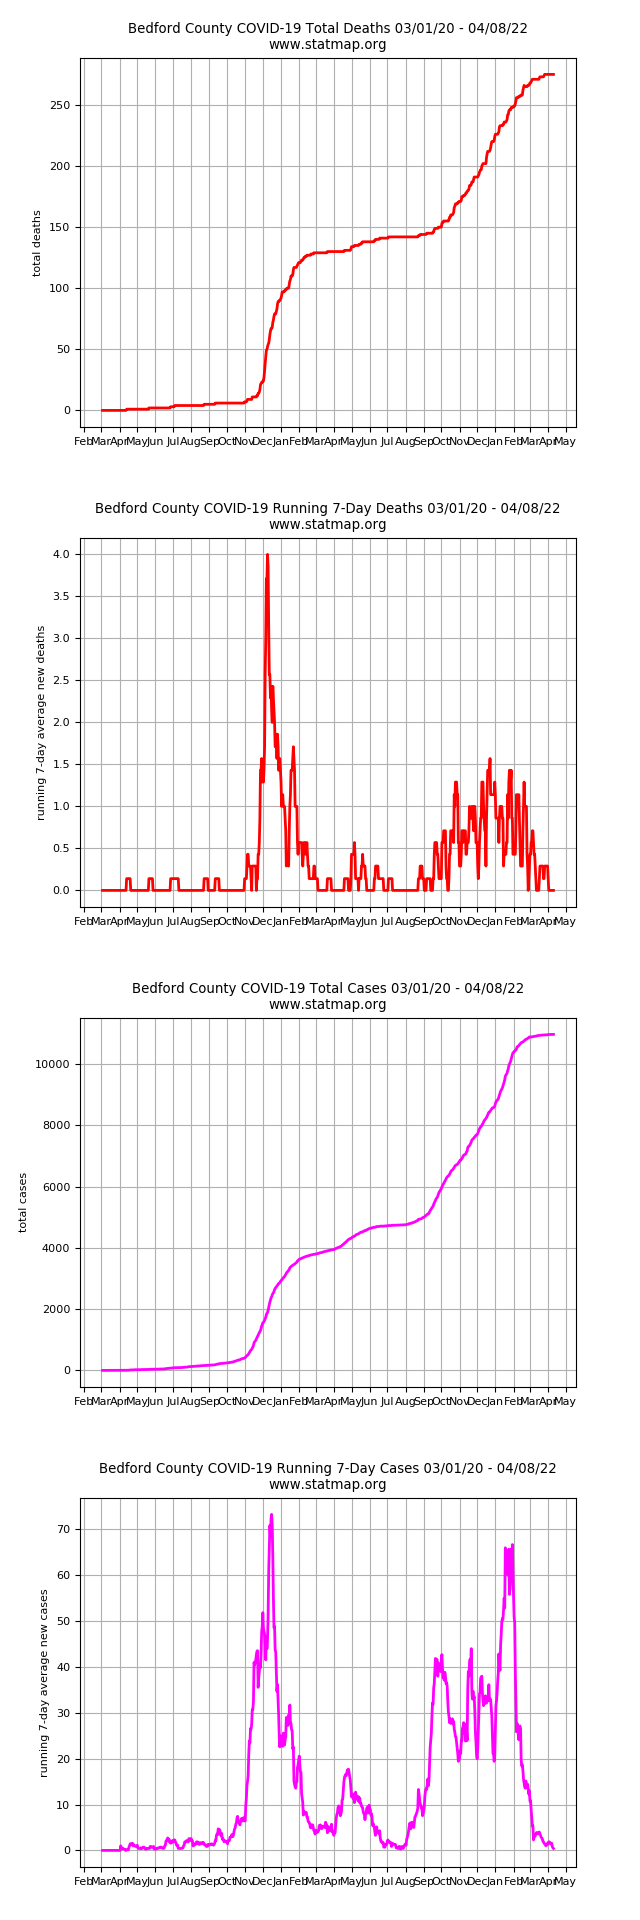 Bedford County COVID-19 Total Deaths 03/01/20 - 04/08/22
www.statmap.org
total deaths
250
200
150
100
50
0
Feb Mar Apr May Jun Jul Aug Sep Oct Nov Dec Jan Feb Mar Apr May Jun Jul Aug Sep Oct Nov Dec Jan Feb Mar Apr May
Bedford County COVID-19 Running 7-Day Deaths 03/01/20 - 04/08/22
www.statmap.org
running 7-day average new deaths
4.0
3.5
3.0
2.5
2.0
1.5
1.0
0.5
0.0
Feb Mar Apr May Jun Jul Aug Sep Oct Nov Dec Jan Feb Mar Apr May Jun Jul Aug Sep Oct Nov Dec Jan Feb Mar Apr May
Bedford County COVID-19 Total Cases 03/01/20 - 04/08/22
www.statmap.org
total cases
10000
8000
6000
4000
2000
0
Feb Mar Apr May Jun Jul Aug Sep Oct Nov Dec Jan Feb Mar Apr May Jun Jul Aug Sep Oct Nov Dec Jan Feb Mar Apr May
Bedford County COVID-19 Running 7-Day Cases 03/01/20 - 04/08/22
www.statmap.org
running 7-day average new cases
70
60
50
40
30
20
10
0
Feb Mar Apr May Jun Jul Aug Sep Oct Nov Dec Jan Feb Mar Apr May Jun Jul Aug Sep Oct Nov Dec Jan Feb Mar Apr May